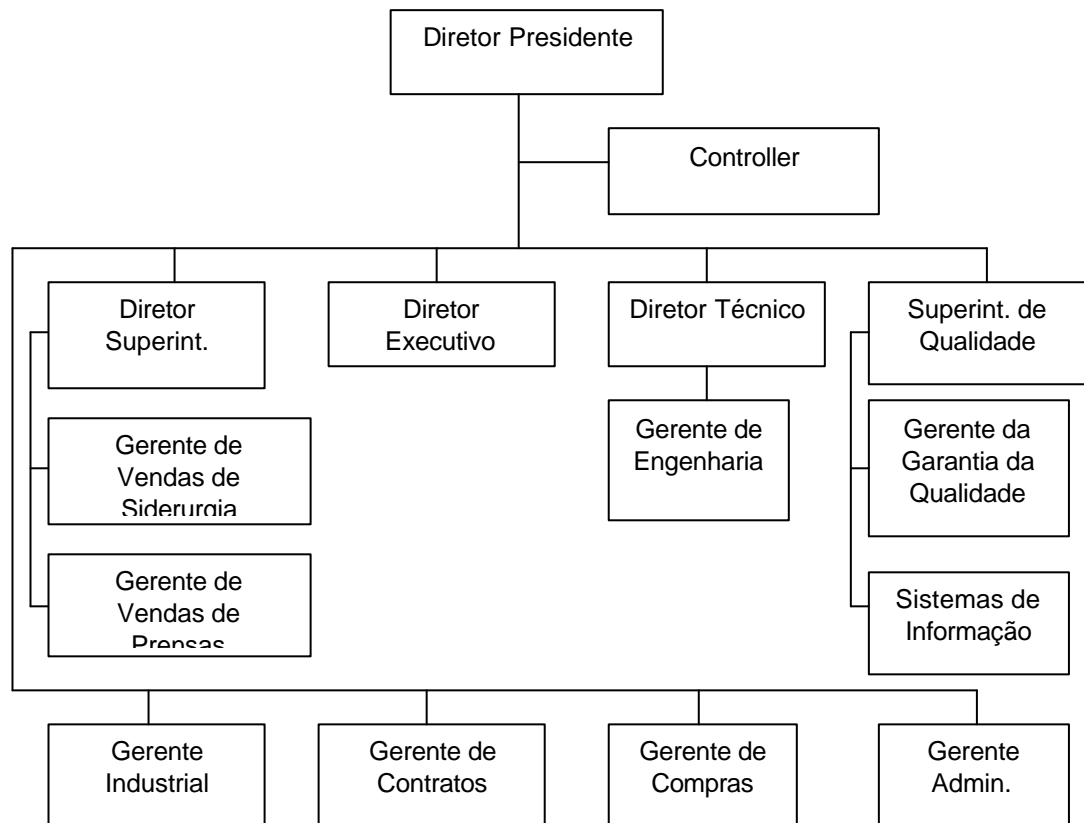 Diretor Presidente
Controller
Diretor
Superint.
Diretor
Executivo
Diretor Técnico
Superint. de
Qualidade
Gerente de
Vendas de
Siderurgia
Gerente de
Engenharia
Gerente da
Garantia da
Qualidade
Gerente de
Vendas de
Prensas
Sistemas de
Informação
Gerente
Industrial
Gerente de
Contratos
Gerente de
Compras
Gerente
Admin.